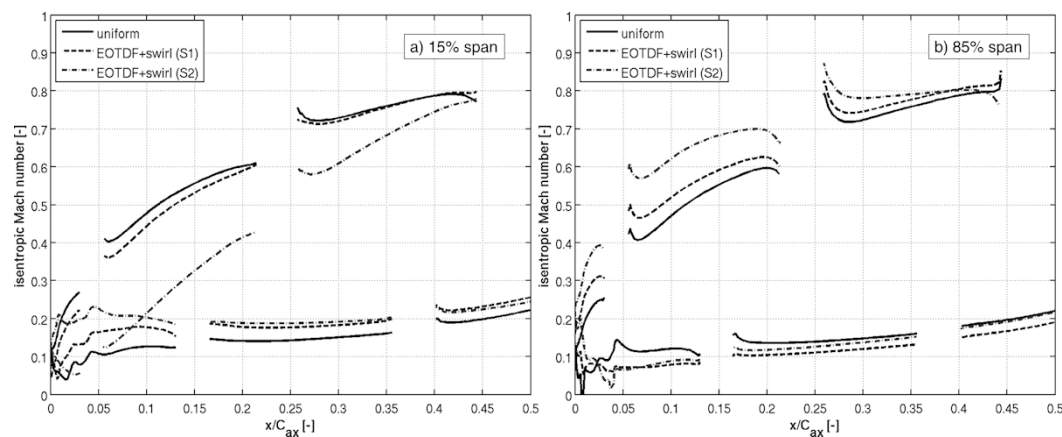 uniform
EOTDF+swirl (S1)
EOTDF+swirl (S2)
a) 15% span
isentropic Mach number [-]
1
0.9
0.8
0.7
0.6
0.5
0.4
0.3
0.2
0.1
0
0 0.05 0.1 0.15 0.2 0.25 0.3 0.35 0.4 0.45 0.5
x/Cax [-]
uniform
EOTDF+swirl (S1)
EOTDF+swirl (S2)
b) 85% span
isentropic Mach number [-]
1
0.9
0.8
0.7
0.6
0.5
0.4
0.3
0.2
0.1
0
0 0.05 0.1 0.15 0.2 0.25 0.3 0.35 0.4 0.45 0.5
x/Cax [-]